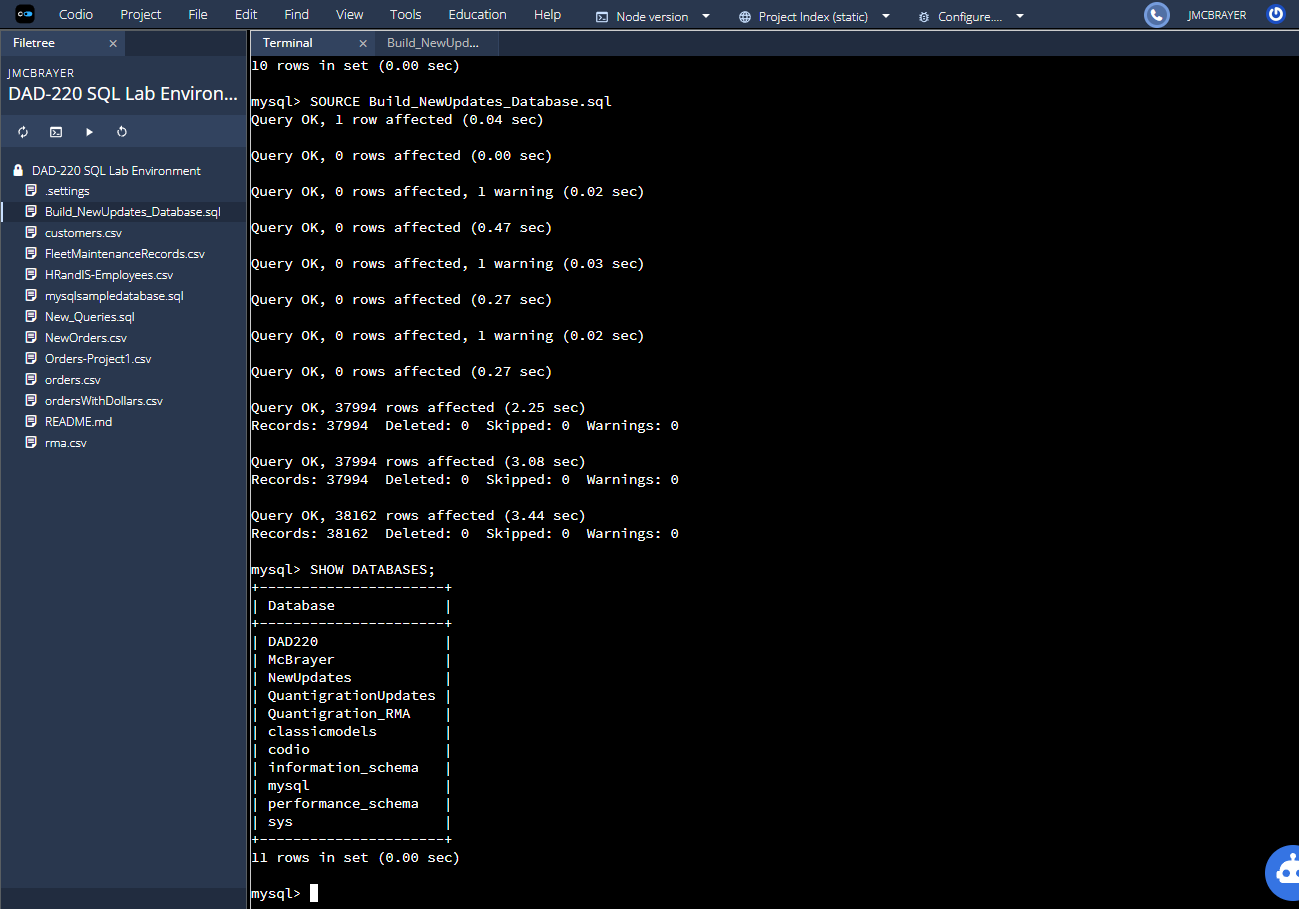 Codio Project File Edit Find View Tools Education Help Node version Project Index (static) Configure.... JMCBRAYER
Filetree × Terminal × Build_NewUpd...
JMCBRAYER
DAD-220 SQL Lab Environ...
DAD-220 SQL Lab Environment
.settings
Build_NewUpdates_Database.sql
customers.csv
FleetMaintenanceRecords.csv
HRandIS-Employees.csv
mysqlsampledatabase.sql
New_Queries.sql
NewOrders.csv
Orders-Project1.csv
orders.csv
ordersWithDollars.csv
README.md
rma.csv
10 rows in set (0.00 sec)
mysql> SOURCE Build_NewUpdates_Database.sql
Query OK, 1 row affected (0.04 sec)
Query OK, 0 rows affected (0.00 sec)
Query OK, 0 rows affected, 1 warning (0.02 sec)
Query OK, 0 rows affected (0.47 sec)
Query OK, 0 rows affected, 1 warning (0.03 sec)
Query OK, 0 rows affected (0.27 sec)
Query OK, 0 rows affected, 1 warning (0.02 sec)
Query OK, 0 rows affected (0.27 sec)
Query OK, 37994 rows affected (2.25 sec)
Records: 37994  Deleted: 0  Skipped: 0  Warnings: 0
Query OK, 37994 rows affected (3.08 sec)
Records: 37994  Deleted: 0  Skipped: 0  Warnings: 0
Query OK, 38162 rows affected (3.44 sec)
Records: 38162  Deleted: 0  Skipped: 0  Warnings: 0
mysql> SHOW DATABASES;
+----------------------+
| Database             |
+----------------------+
| DAD220               |
| McBrayer             |
| NewUpdates           |
| QuantigrationUpdates |
| Quantigration_RMA    |
| classicmodels        |
| codio                |
| information_schema   |
| mysql                |
| performance_schema   |
| sys                  |
+----------------------+
11 rows in set (0.00 sec)
mysql>